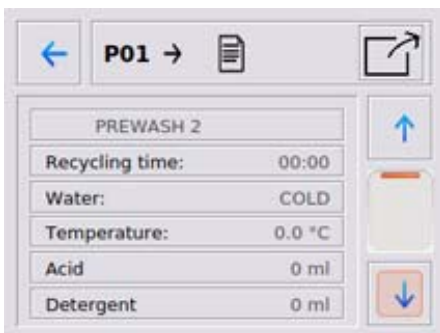 P01 →
PREWASH 2
Recycling time: 00:00
Water: COLD
Temperature: 0.0 °C
Acid 0 ml
Detergent 0 ml